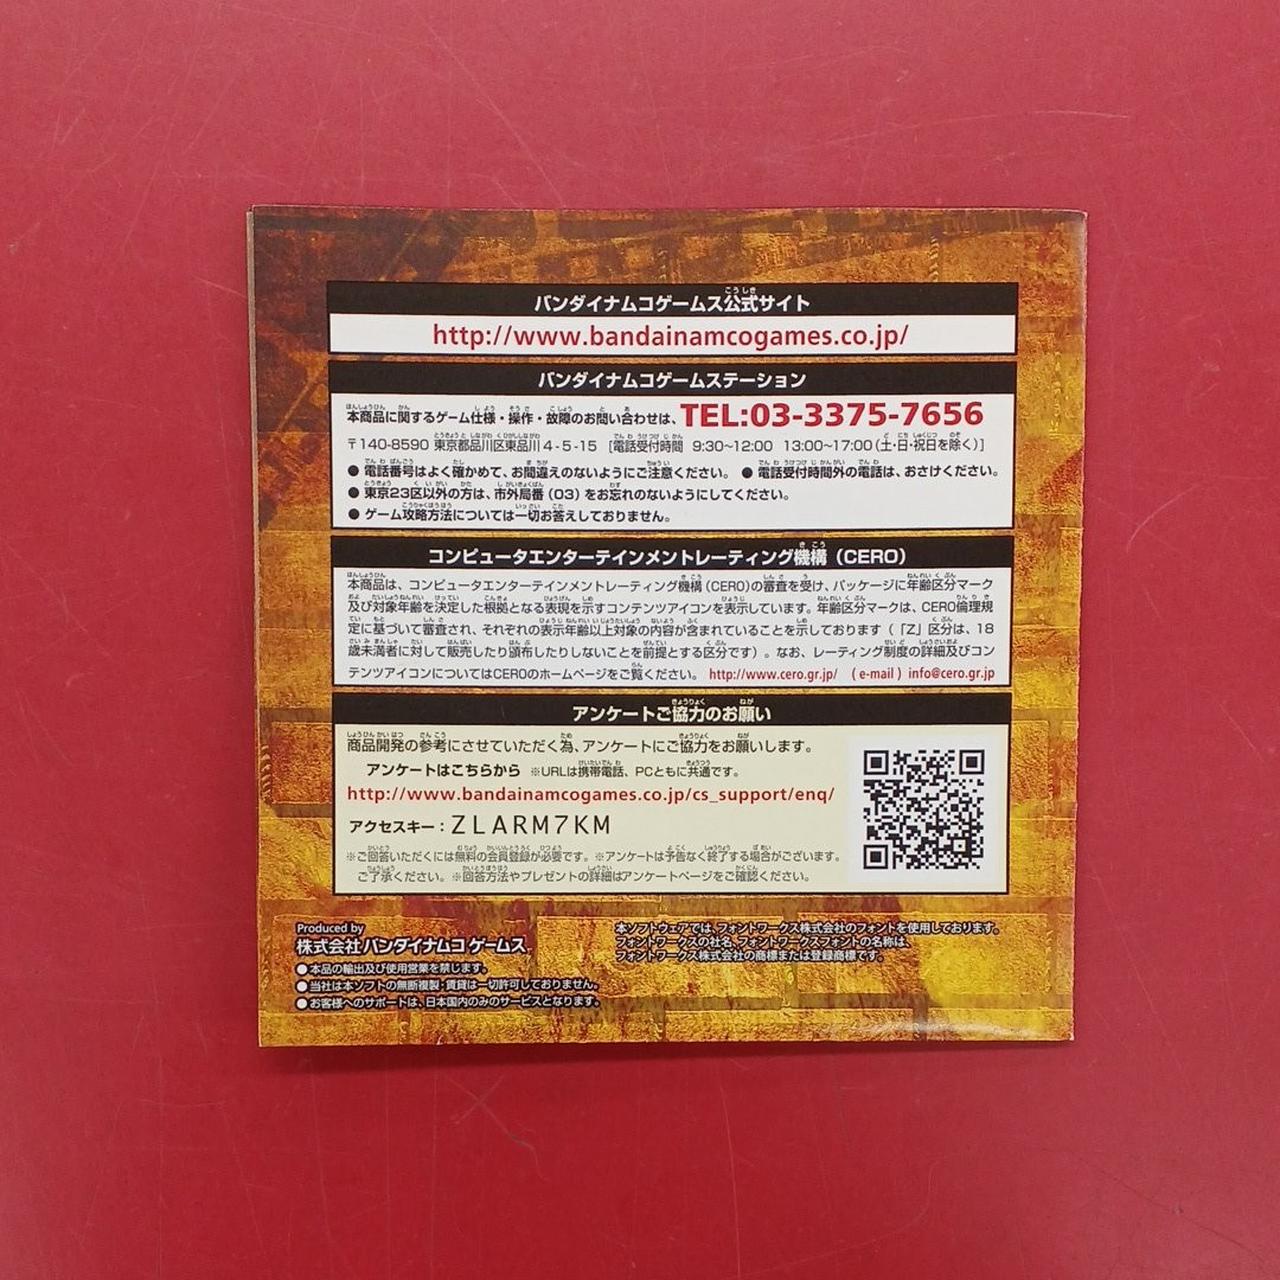 バンダイナムコゲームス公式サイト
http://www.bandainamcogames.co.jp/
バンダイナムコゲームステーション
本商品に関するゲーム仕様・操作・故障のお問い合わせは、TEL:03-3375-7656
〒140-8590 東京都品川区東品川4-5-15 [電話受付時間 9:30~12:00 13:00~17:00(土・日・祝日を除く)]
● 電話番号はよく確かめて、お間違えのないようにご注意ください。 ● 電話受付時間外の電話は、おさけください。
● 東京23区以外の方は、市外局番(03)をお忘れのないようにしてください。
● ゲーム攻略方法については一切お答えしておりません。
コンピュータエンターテインメントレーティング機構(CERO)
本商品は、コンピュータエンターテインメントレーティング機構(CERO)の審査を受け、パッケージに年齢区分マーク
及び対象年齢を決定した根拠となる表現を示すコンテンツアイコンを表示しています。年齢区分マークは、CERO倫理規
定に基づいて審査され、それぞれの表示年齢以上対象の内容が含まれていることを示しております(「Z」区分は、18
歳未満者に対して販売したり頒布したりしないことを前提とする区分です)。なお、レーティング制度の詳細及びコン
テンツアイコンについてはCEROのホームページをご覧ください。 http://www.cero.gr.jp/ (e-mail) info@cero.gr.jp
アンケートご協力のお願い
商品開発の参考にさせていただく為、アンケートにご協力をお願いします。
アンケートはこちらから ※URLは携帯電話、PCともに共通です。
http://www.bandainamcogames.co.jp/cs_support/enq/
アクセスキー:ZLARM7KM
※ご回答いただくには無料の会員登録が必要です。※アンケートは予告なく終了する場合がございます。
ご了承ください。※回答方法やプレゼントの詳細はアンケートページをご確認ください。
Produced by
株式会社バンダイナムコ ゲームス
●本品の輸出及び使用営業を禁じます。
●当社は本ソフトの無断複製・賃貸は一切許可しておりません。
●お客様へのサポートは、日本国内のみのサービスとなります。
本ソフトウェアでは、フォントワークス株式会社のフォントを使用しております。
フォントワークスの社名、フォントワークスフォントの名称は、
フォントワークス株式会社の商標または登録商標です。